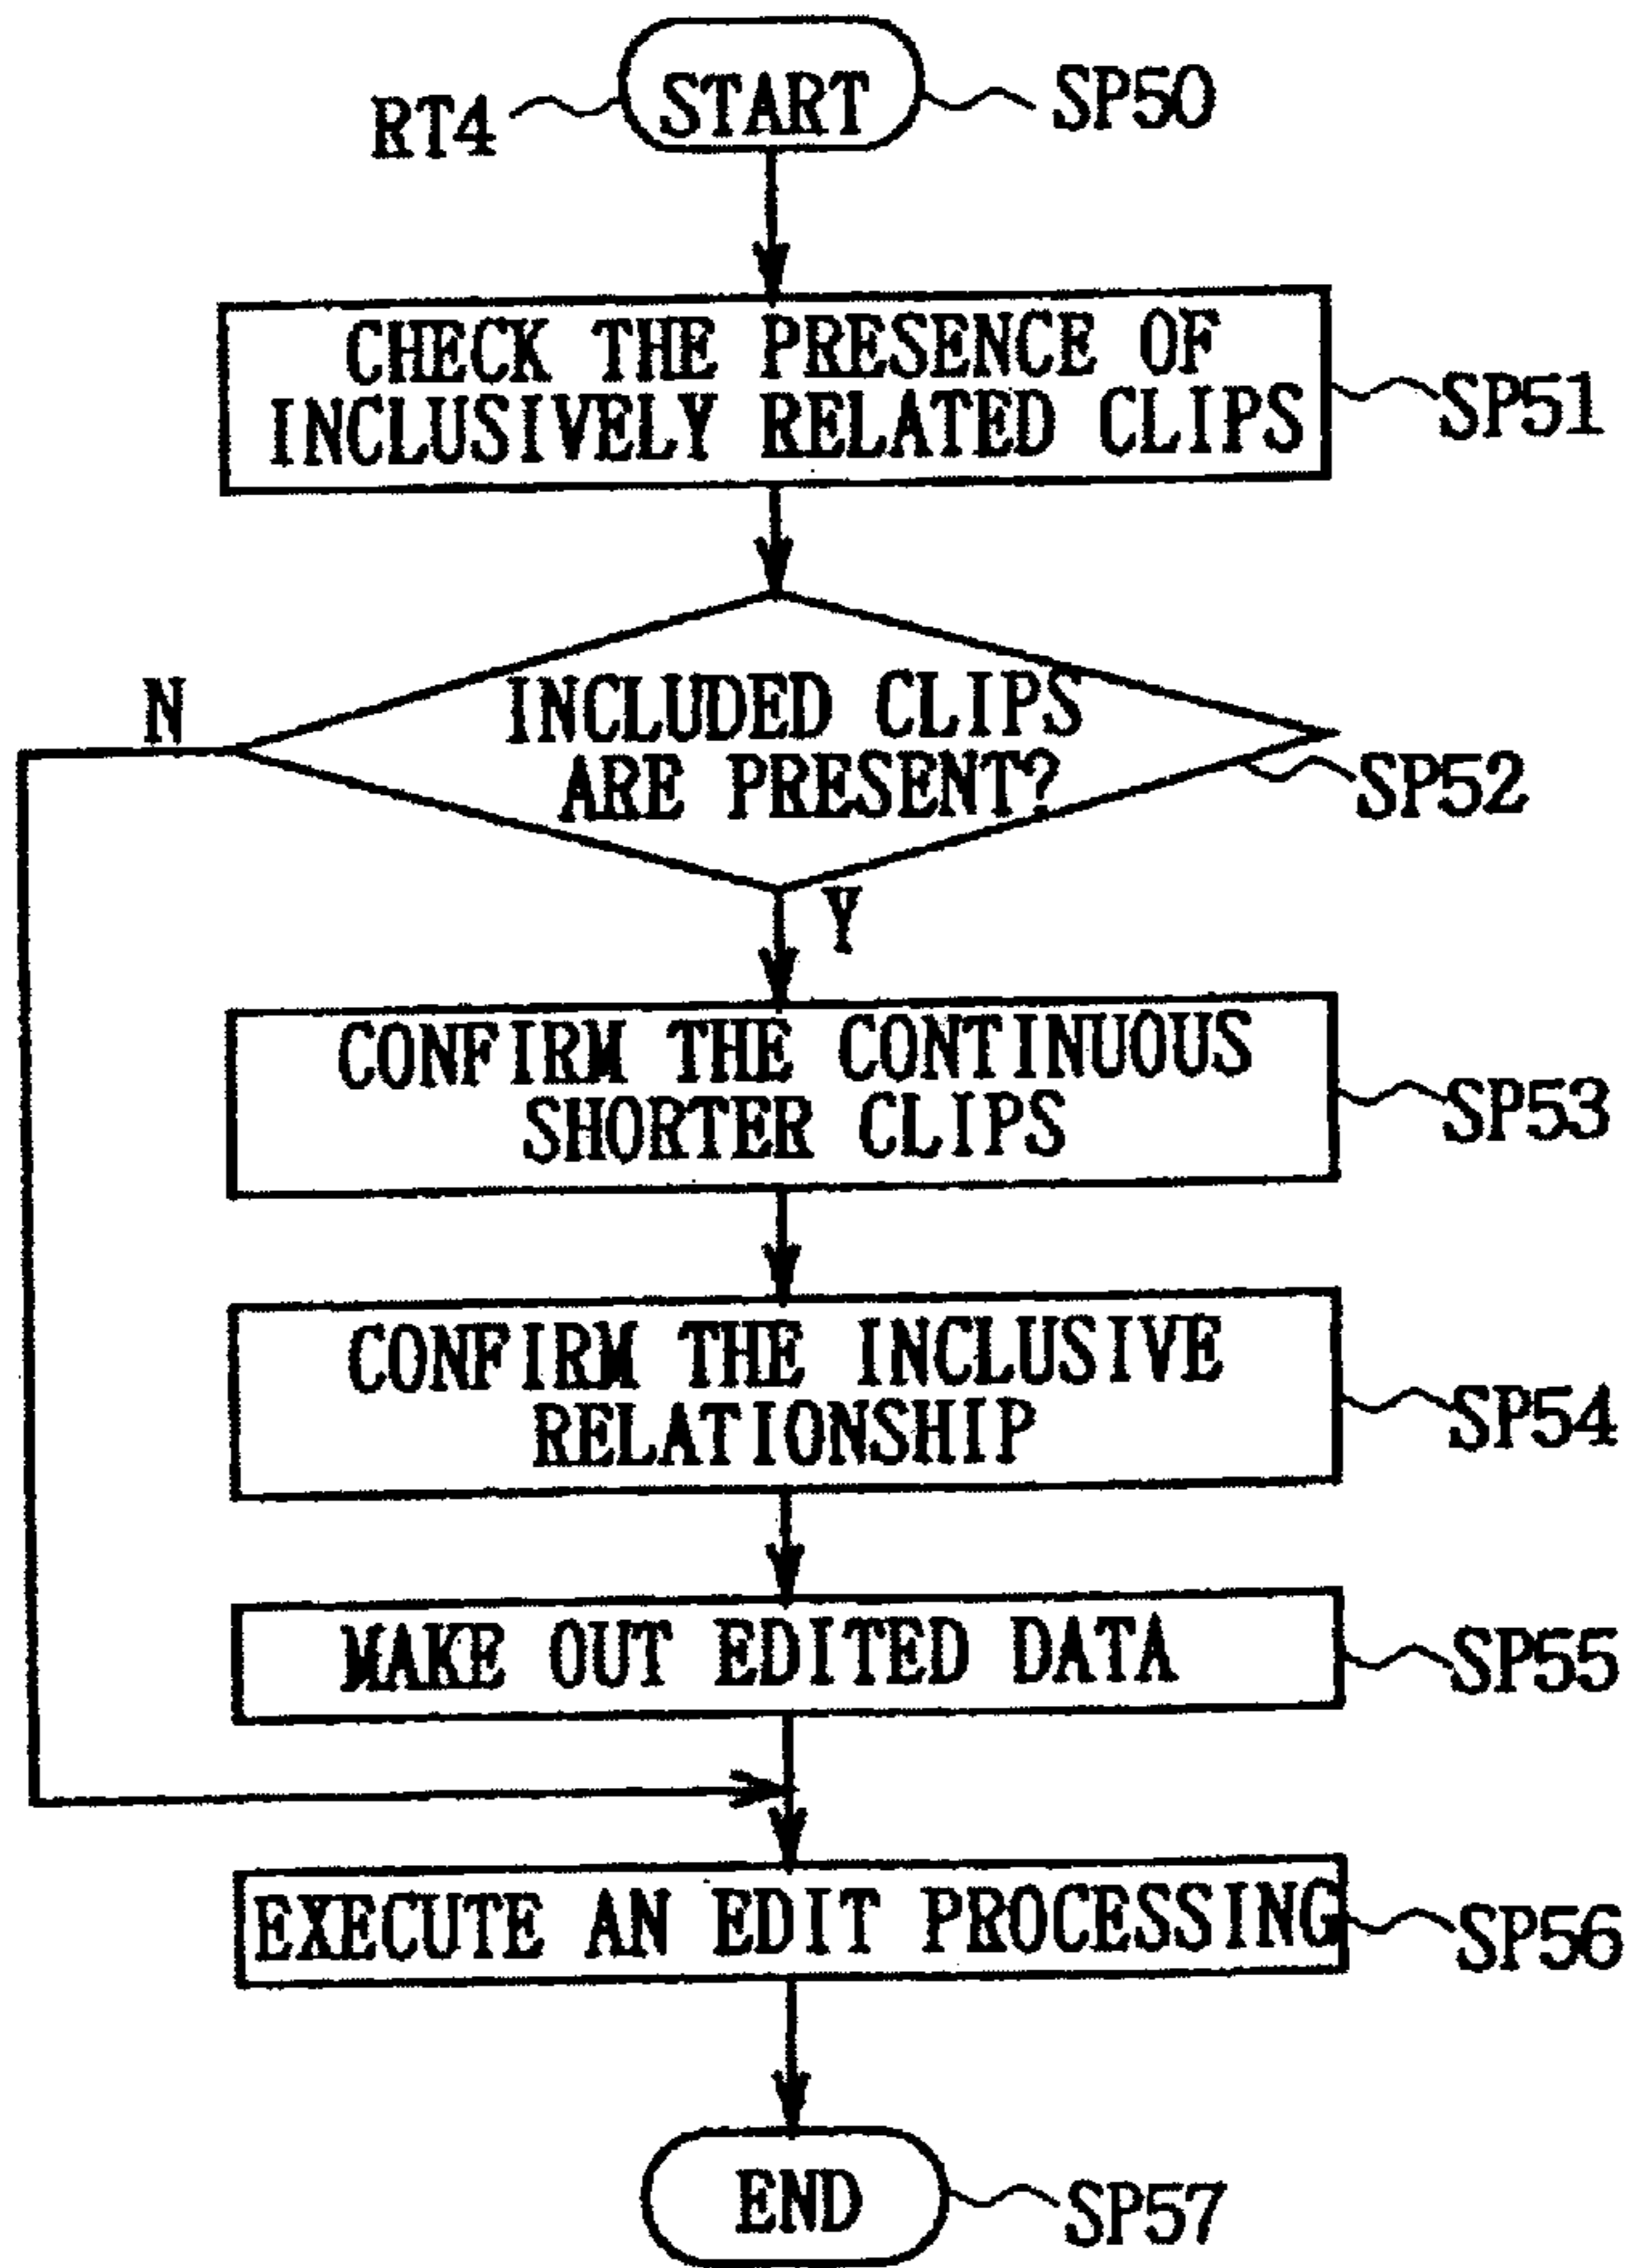 START
RT4
SP50
CHECK THE PRESENCE OF
INCLUSIVELY RELATED CLIPS
SP51
N
INCLUDED CLIPS
ARE PRESENT?
SP52
Y
CONFIRM THE CONTINUOUS
SHORTER CLIPS
SP53
CONFIRM THE INCLUSIVE
RELATIONSHIP
SP54
MAKE OUT EDITED DATA
SP55
EXECUTE AN EDIT PROCESSING
SP56
END
SP57